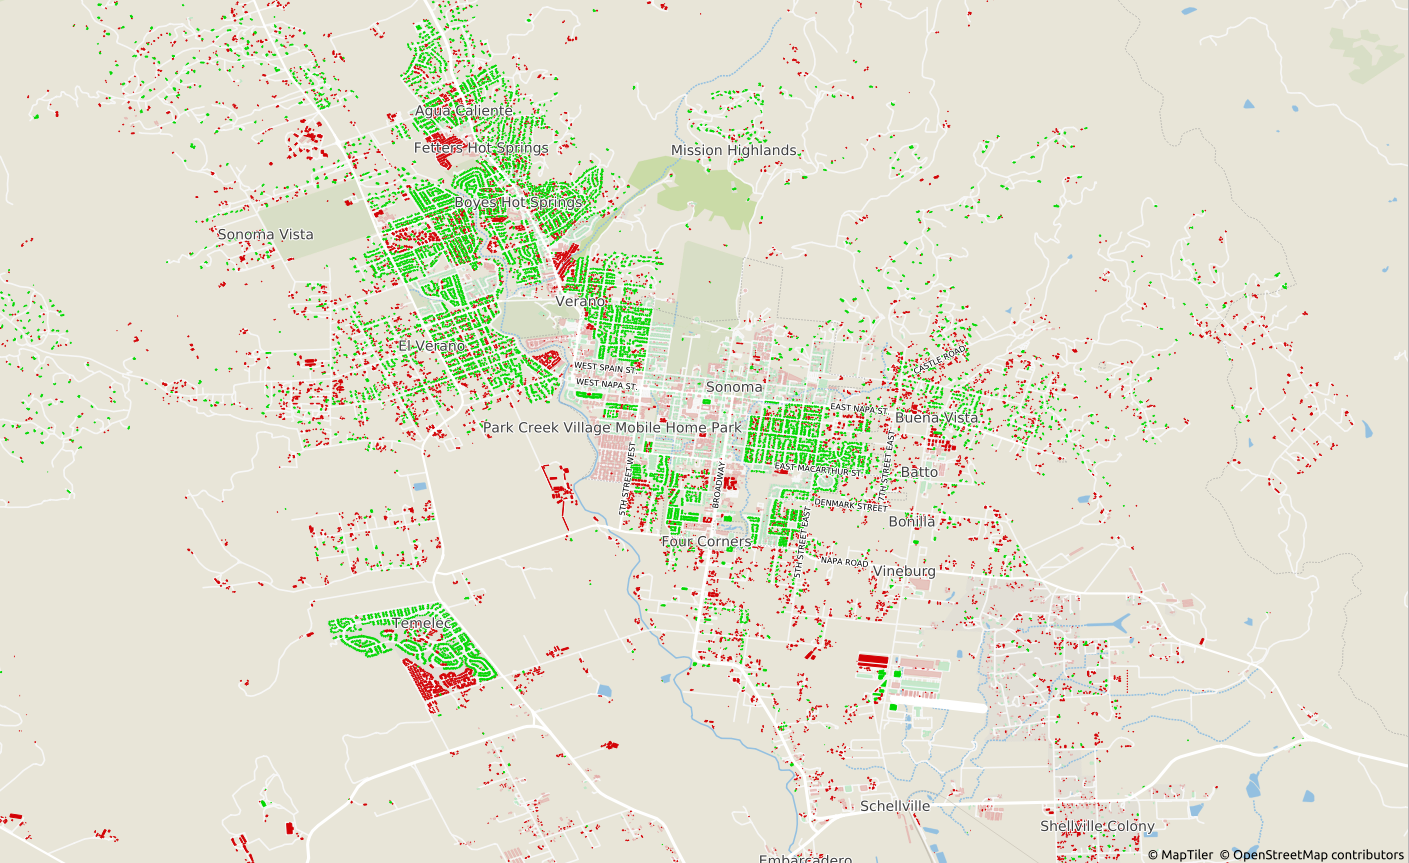 Agua Caliente
Fetters Hot Springs
Mission Highlands
Boyes Hot Springs
Sonoma Vista
Verano
El Verano
CASTLE ROAD
WEST SPAIN ST.
WEST NAPA ST.
Sonoma
EAST NAPA ST.
Buena Vista
Park Creek Village Mobile Home Park
5TH STREET WEST
BROADWAY
EAST MACARTHUR ST.
7TH STREET EAST
Batto
DENMARK STREET
Bonilla
Four Corners
5TH STREET EAST
NAPA ROAD
Vineburg
Temelec
Schellville
Shellville Colony
Embarcadero
© MapTiler © OpenStreetMap contributors